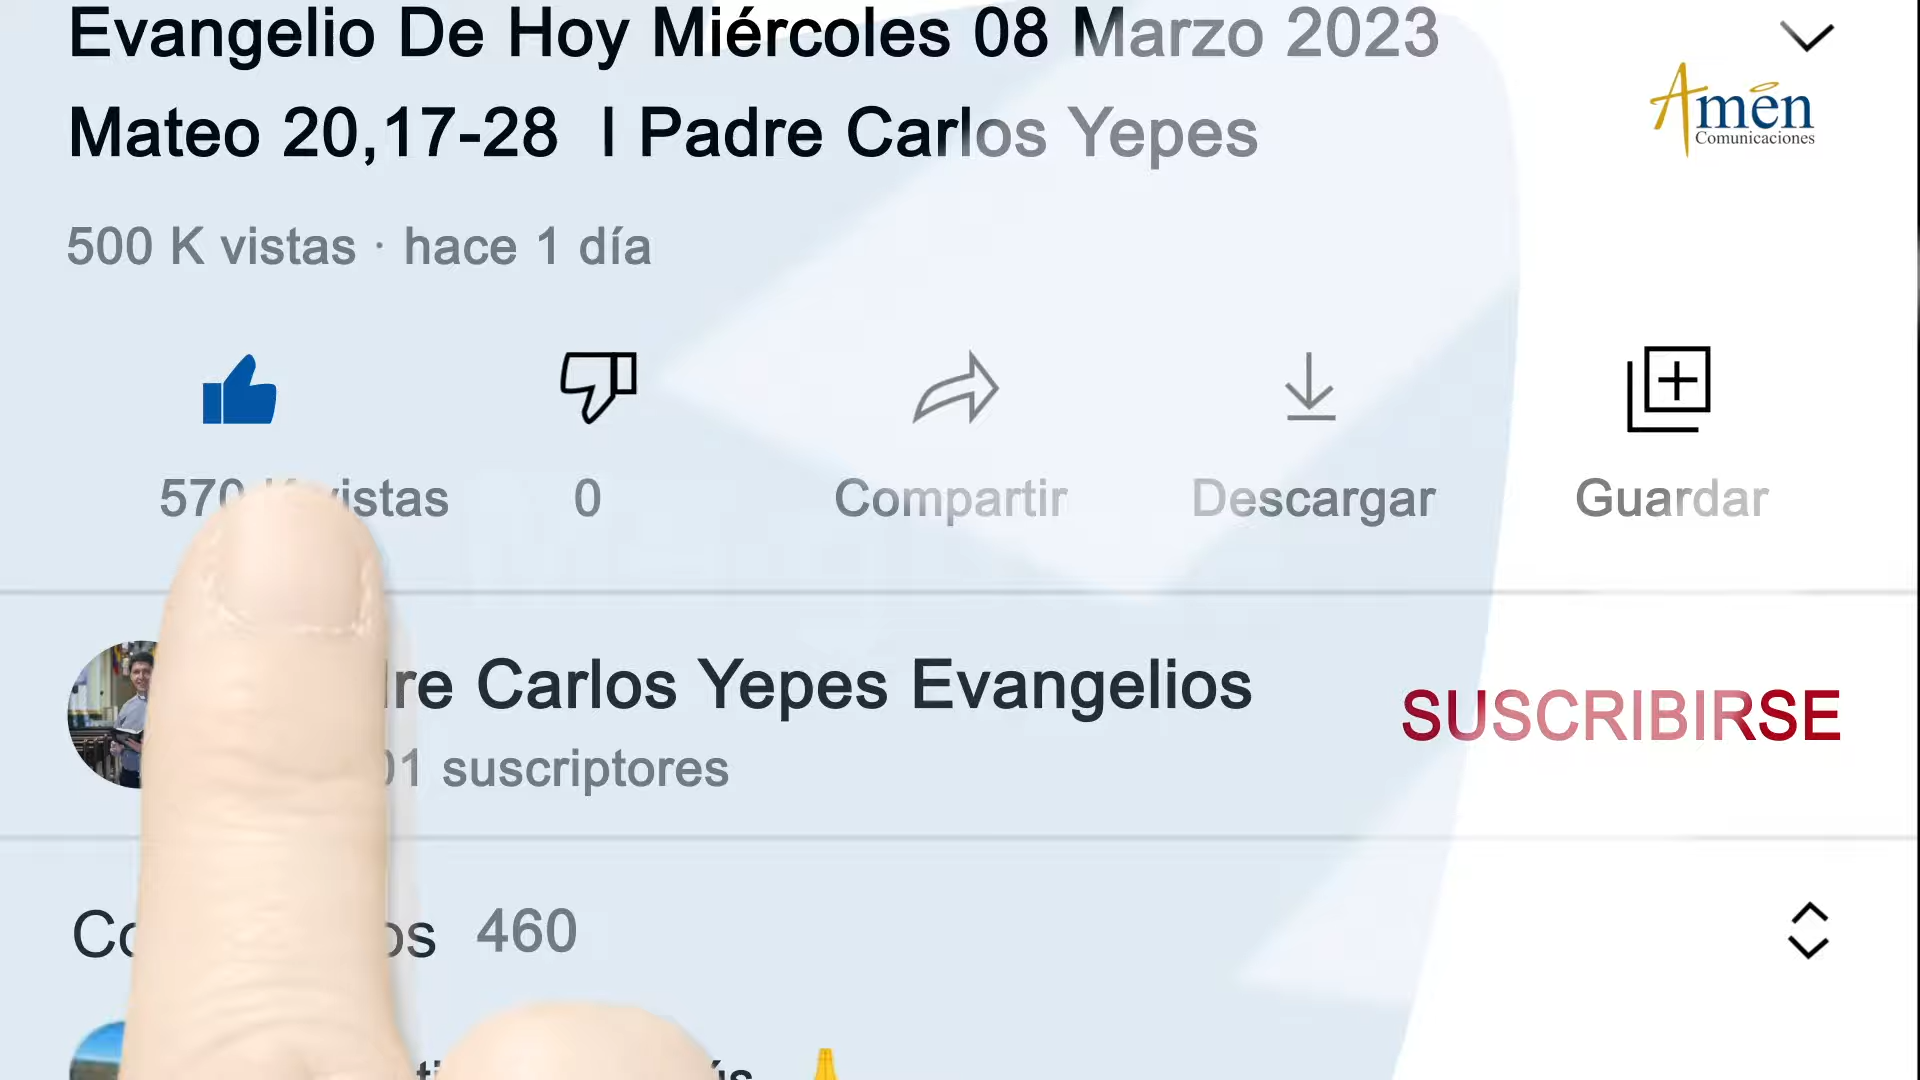 Evangelio De Hoy Miércoles 08 Marzo 2023
Mateo 20,17-28 l Padre Carlos Yepes
Amén
Comunicaciones
500 K vistas · hace 1 día
0
Compartir
Descargar
Guardar
Carlos Yepes Evangelios
suscriptores
SUSCRIBIRSE
460